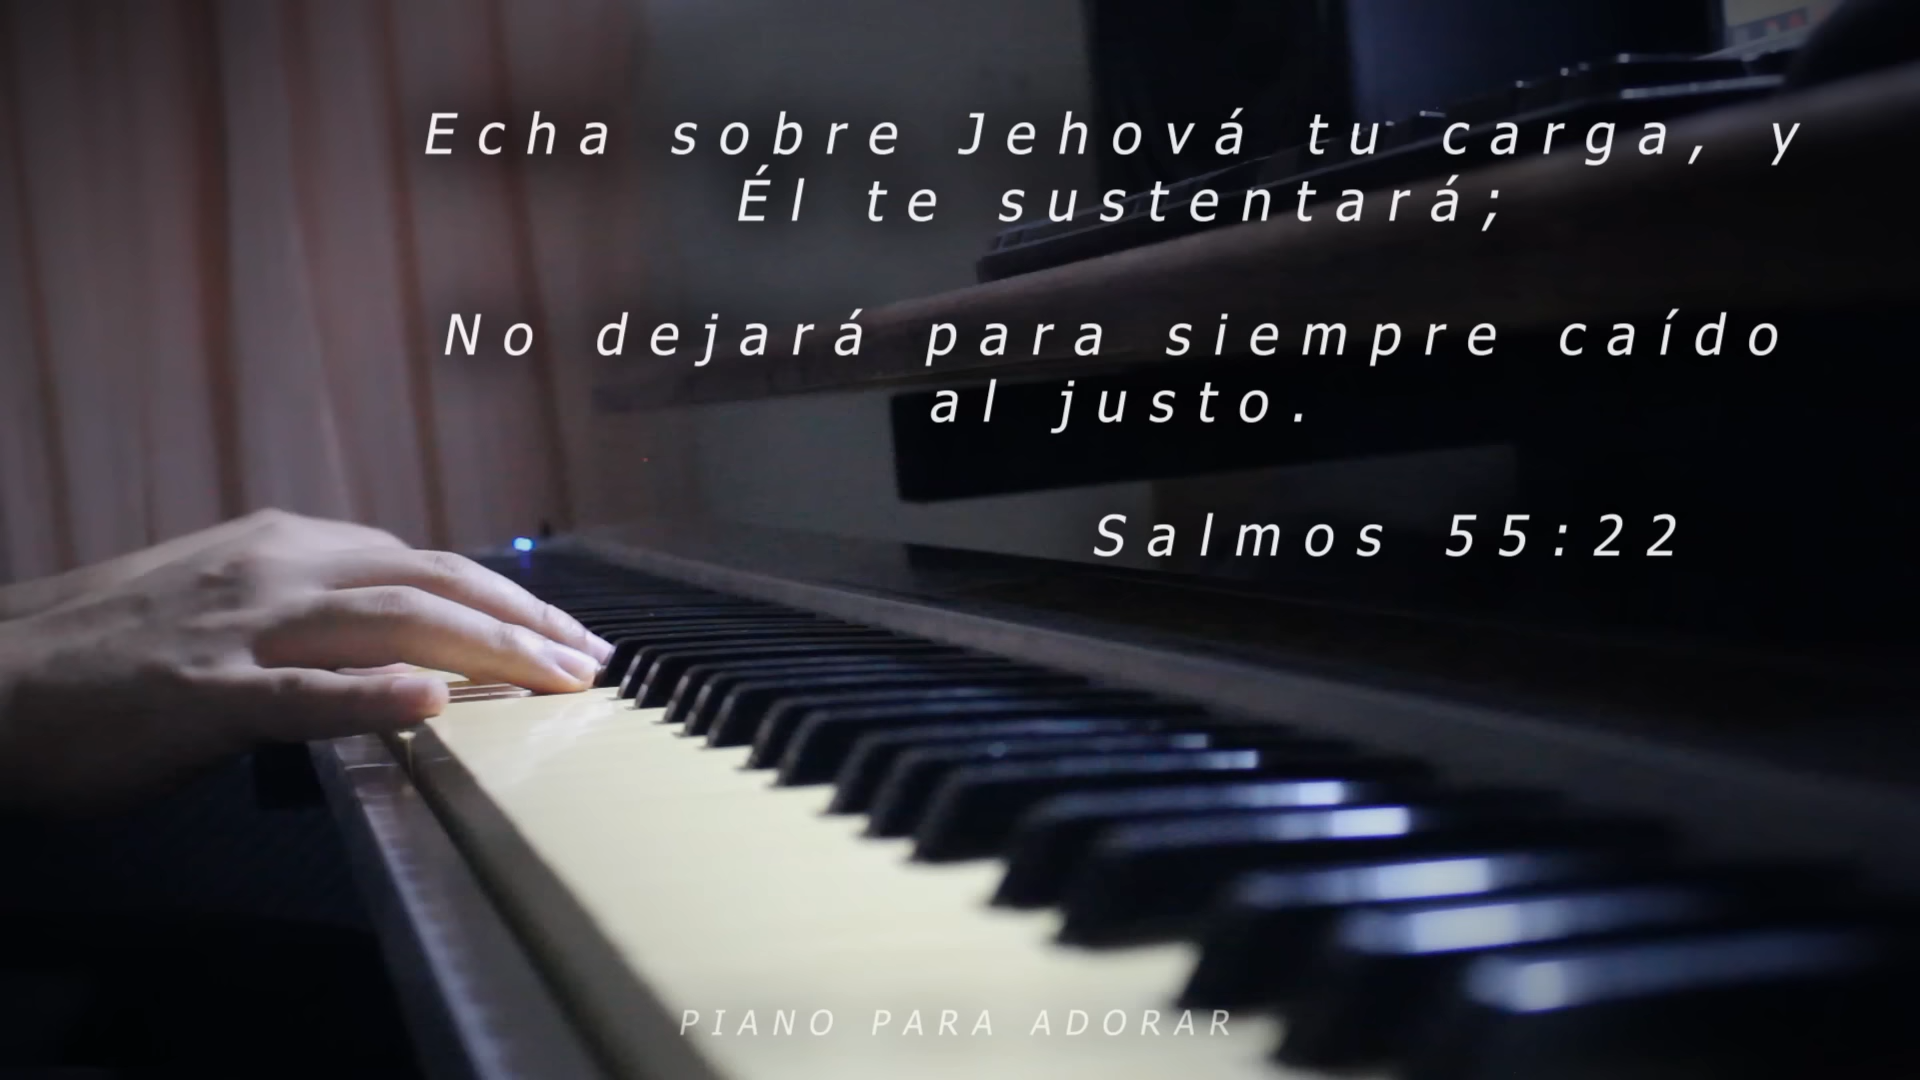 Echa sobre Jehová tu carga, y
Él te sustentará;
No dejará para siempre caído
al justo.
Salmos 55:22
PIANO PARA ADORAR